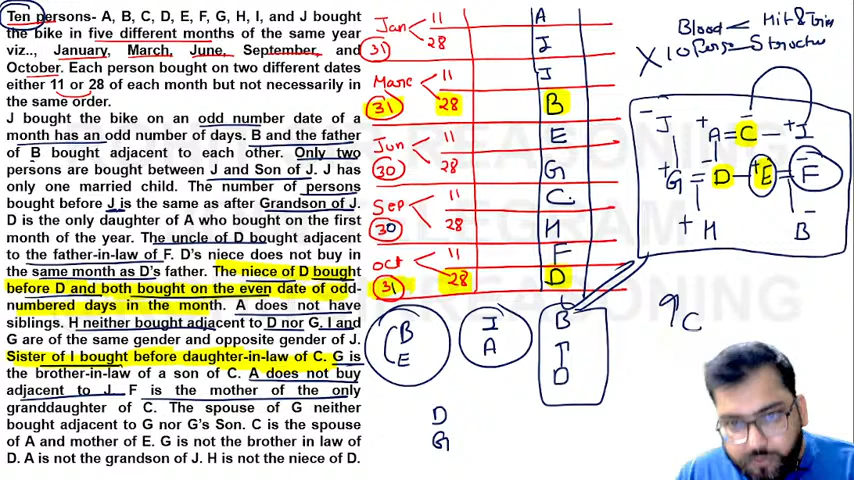 Ten persons- A, B, C, D, E, F, G, H, I, and J bought
the bike in five different months of the same year
viz.., January, March, June, September, and
October. Each person bought on two different dates
either 11 or 28 of each month but not necessarily in
the same order.
J bought the bike on an odd number date of a
month has an odd number of days. B and the father
of B bought adjacent to each other. Only two
persons are bought between J and Son of J. J has
only one married child. The number of persons
bought before J is the same as after Grandson of J.
D is the only daughter of A who bought on the first
month of the year. The uncle of D bought adjacent
to the father-in-law of F. D's niece does not buy in
the same month as D's father. The niece of D bought
before D and both bought on the even date of odd-
numbered days in the month. A does not have
siblings. H neither bought adjacent to D nor G. I and
G are of the same gender and opposite gender of J.
Sister of I bought before daughter-in-law of C. G is
the brother-in-law of a son of C. A does not buy
adjacent to J. F is the mother of the only
granddaughter of C. The spouse of G neither
bought adjacent to G nor G's Son. C is the spouse
of A and mother of E. G is not the brother in law of
D. A is not the grandson of J. H is not the niece of D.
Jan 11 A
31 28 I
Marc 11 J
31 28 B
Jun 11 E
30 28 G
Sep 11 C
30 28 H
Oct 11 F
31 28 D
B
E
I
A
B
D
D
G
Blood Hit & Trial
X 10 Person Structure
- J + A = C - + I
+ G = D - + E = F
+ H B -
C